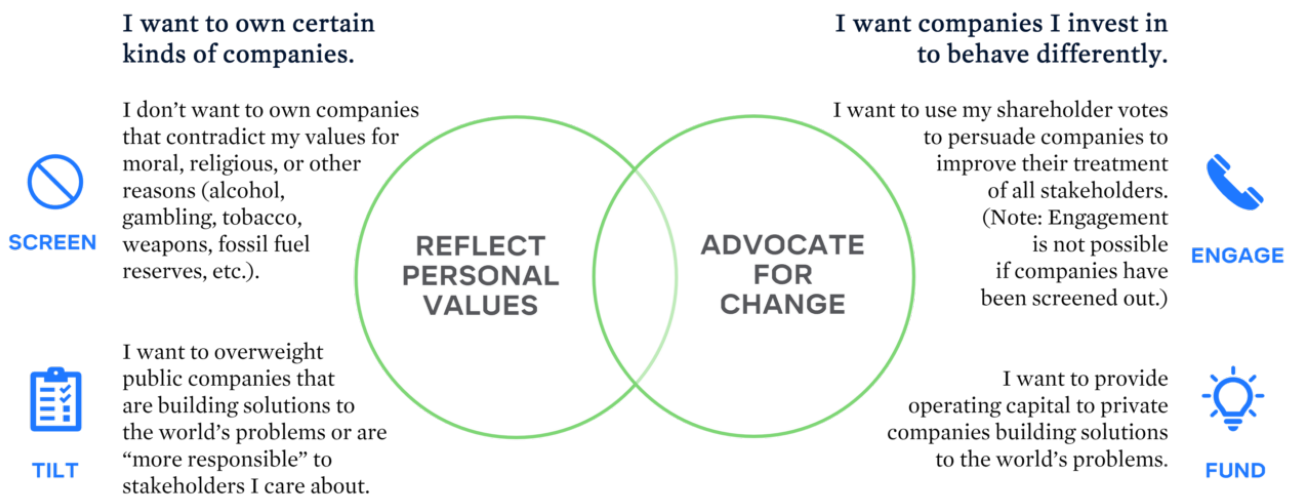 I want to own certain
kinds of companies.
I don’t want to own companies
that contradict my values for
moral, religious, or other
reasons (alcohol,
gambling, tobacco,
weapons, fossil fuel
reserves, etc.).
SCREEN
I want to overweight
public companies that
are building solutions to
the world’s problems or are
“more responsible” to
stakeholders I care about.
TILT
REFLECT
PERSONAL
VALUES
ADVOCATE
FOR
CHANGE
I want companies I invest in
to behave differently.
I want to use my shareholder votes
to persuade companies to
improve their treatment
of all stakeholders.
(Note: Engagement
is not possible
if companies have
been screened out.)
ENGAGE
I want to provide
operating capital to private
companies building solutions
to the world’s problems.
FUND